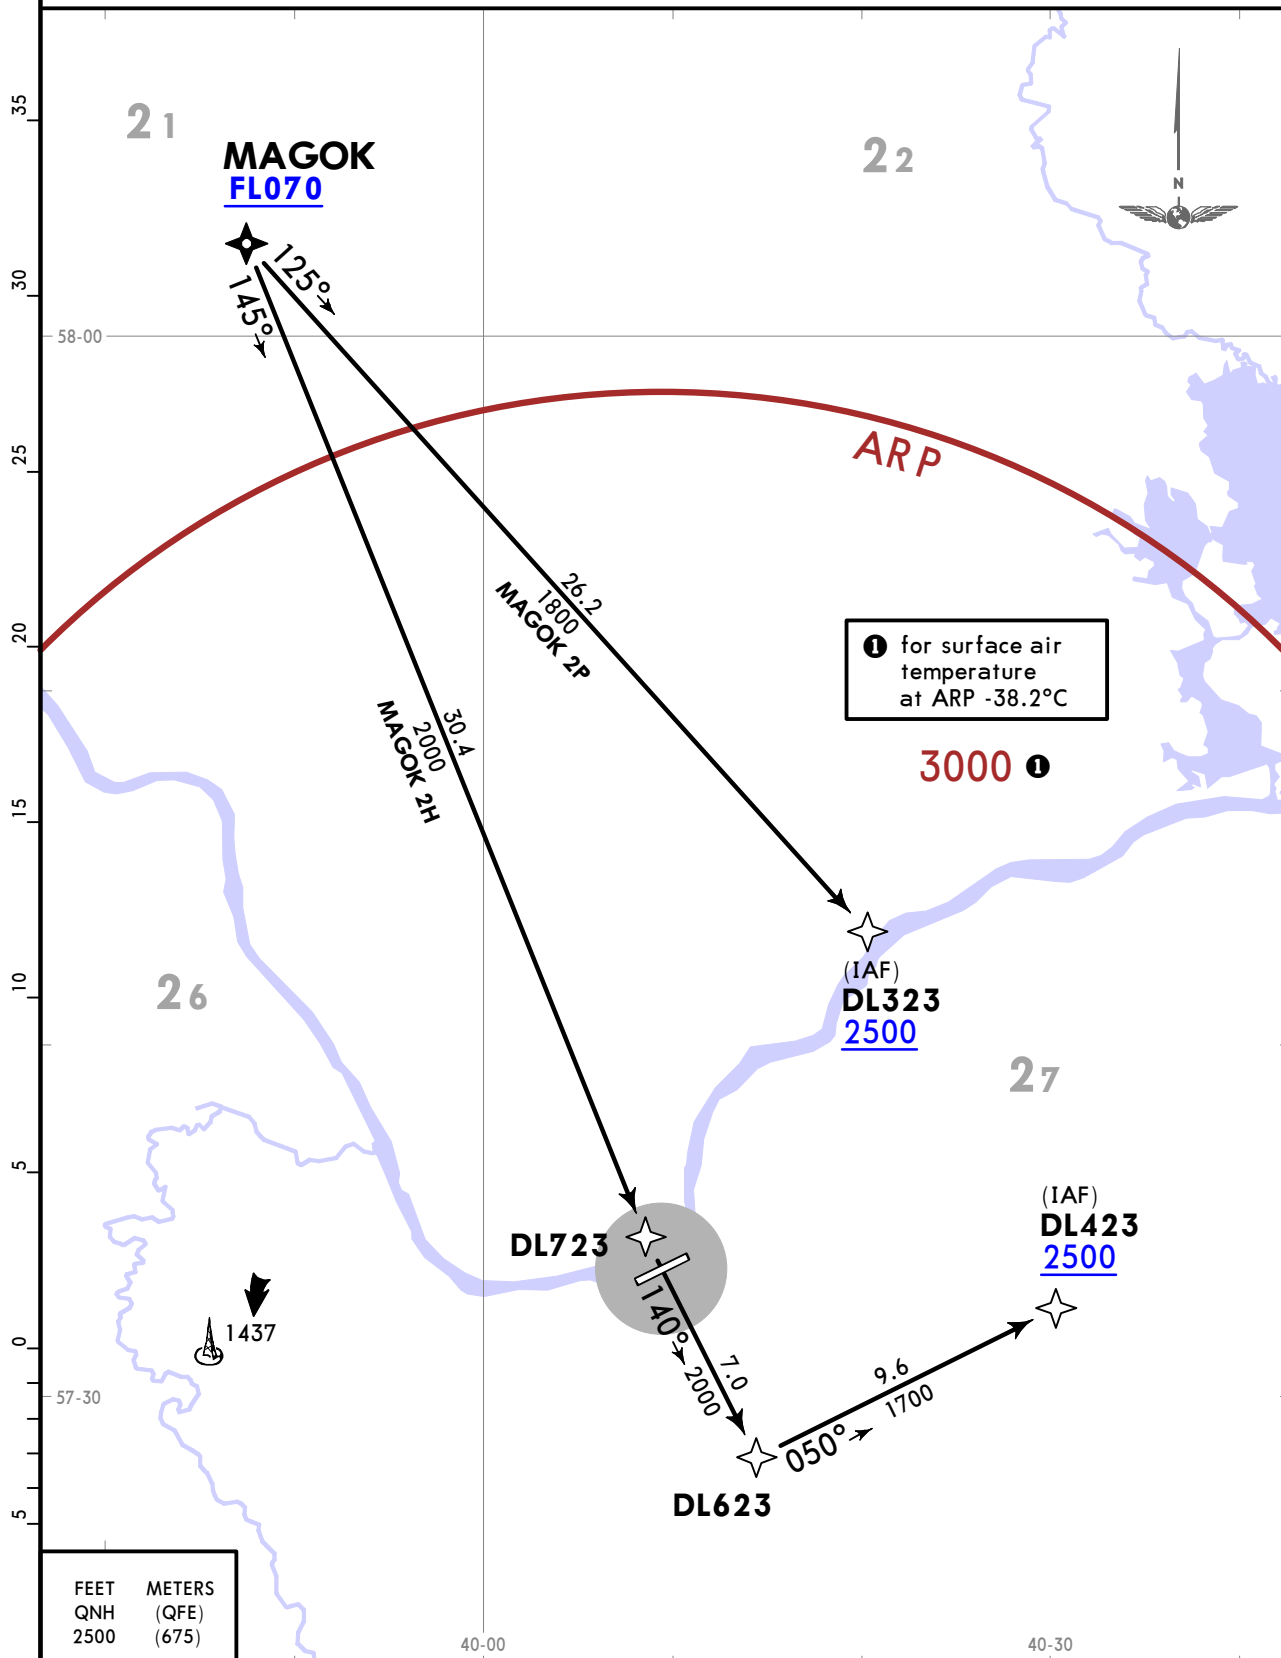 35
30
25
20
15
10
5
0
5
21
22
MAGOK
FL070
N
125°
145°
58-00
ARP
26.2
1800
MAGOK 2P
❶ for surface air
temperature
at ARP -38.2°C
3000 ❶
30.4
2000
MAGOK 2H
(IAF)
DL323
2500
26
27
(IAF)
DL423
2500
DL723
140°
7.0
2000
1437
57-30
9.6
1700
050°
DL623
FEET METERS
QNH (QFE)
2500 (675)
40-00
40-30